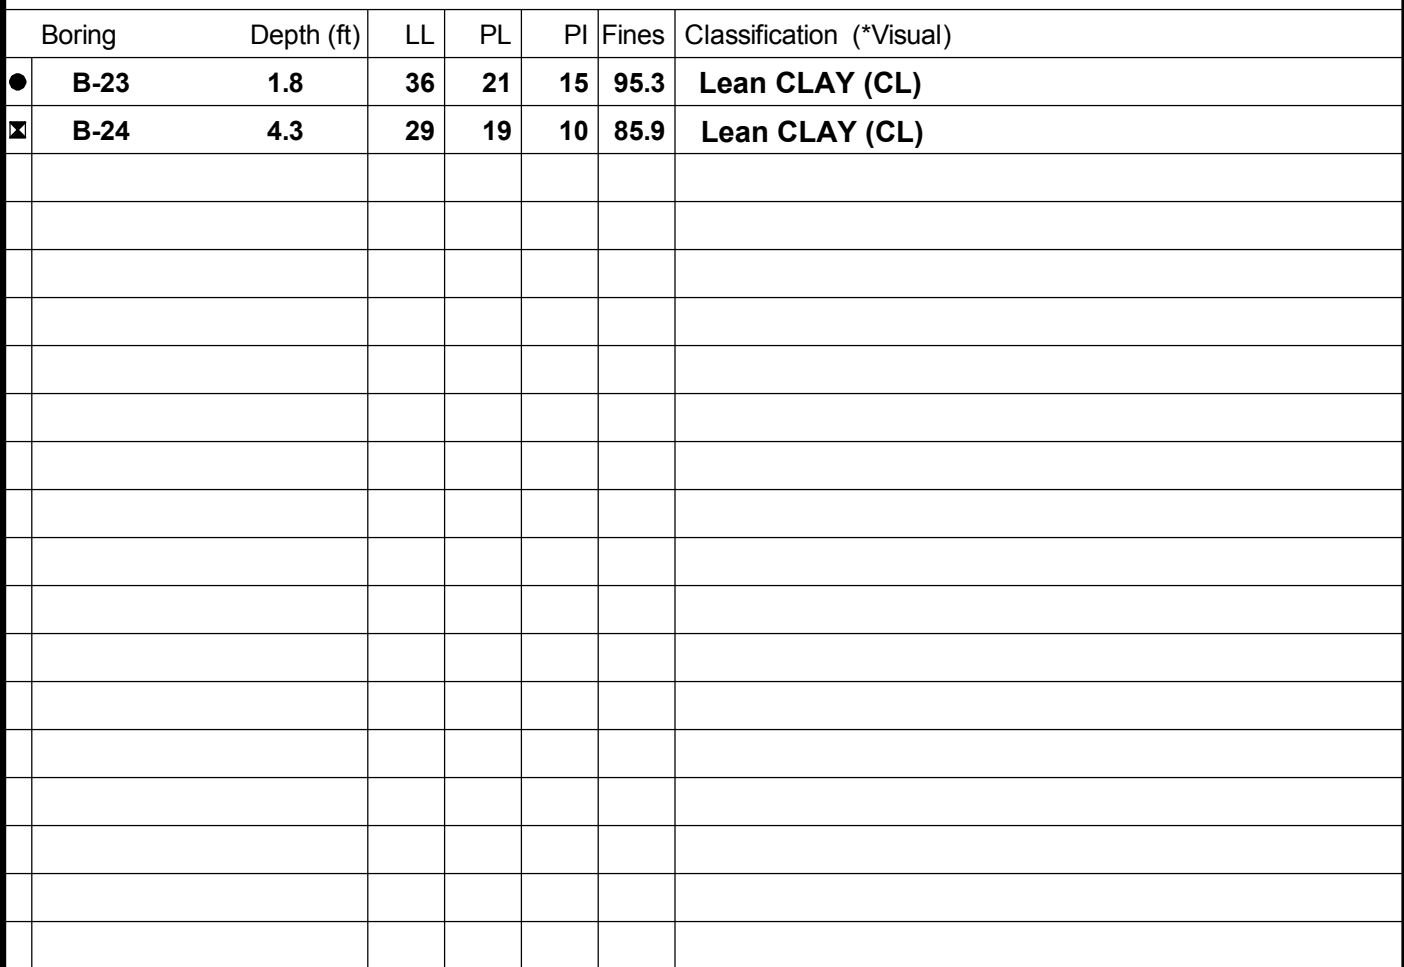 Boring Depth (ft) LL PL PI Fines Classification (*Visual)
B-23 1.8 36 21 15 95.3 Lean CLAY (CL)
B-24 4.3 29 19 10 85.9 Lean CLAY (CL)